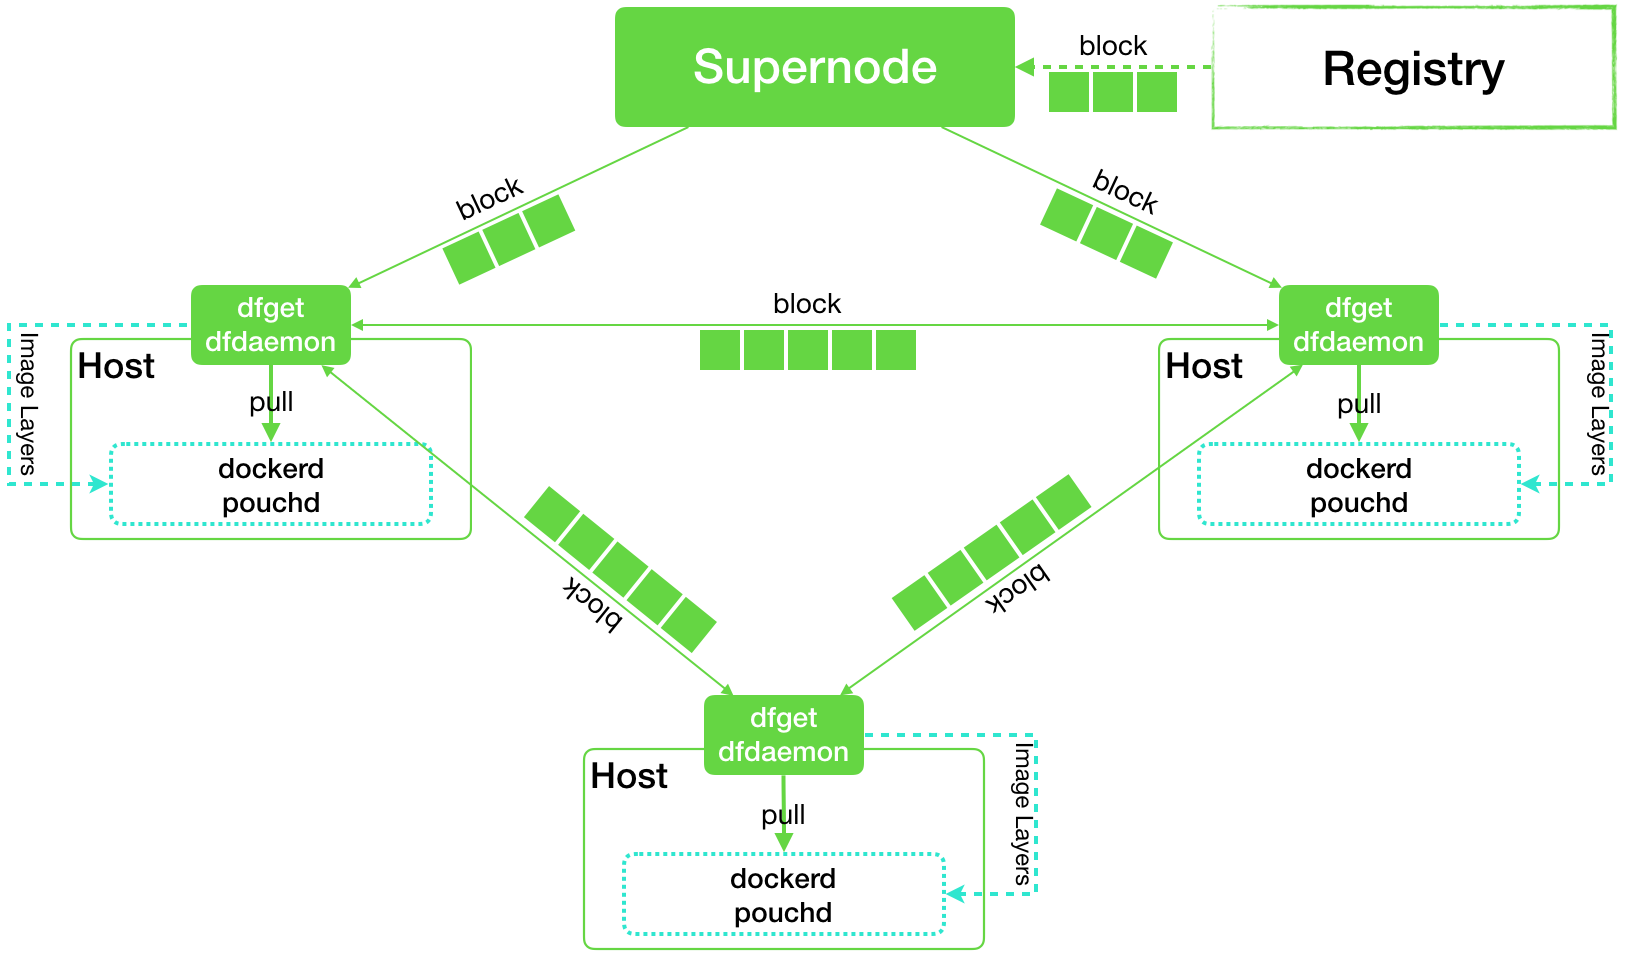 Supernode
block
Registry
block
block
dfget
dfdaemon
block
dfget
dfdaemon
Image Layers
Host
pull
dockerd
pouchd
Host
pull
dockerd
pouchd
Image Layers
block
block
dfget
dfdaemon
Host
pull
dockerd
pouchd
Image Layers